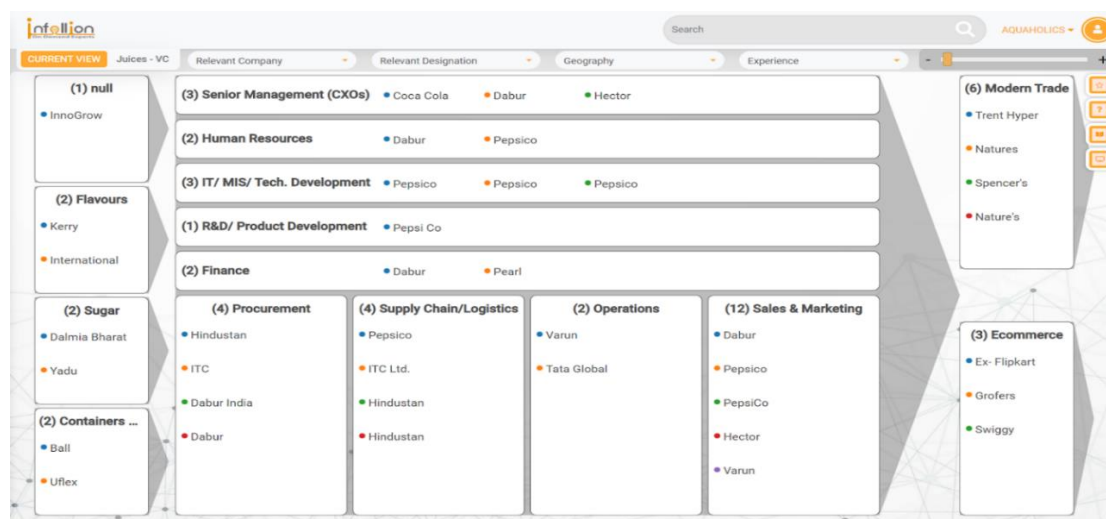 infollion
On Demand Experts
Search
AQUAHOLICS
CURRENT VIEW
Juices - VC
Relevant Company
Relevant Designation
Geography
Experience
- +
(1) null
InnoGrow
(2) Flavours
Kerry
International
(2) Sugar
Dalmia Bharat
Yadu
(2) Containers ...
Ball
Uflex
(3) Senior Management (CXOs) Coca Cola Dabur Hector
(2) Human Resources Dabur Pepsico
(3) IT/ MIS/ Tech. Development Pepsico Pepsico Pepsico
(1) R&D/ Product Development Pepsi Co
(2) Finance Dabur Pearl
(4) Procurement
Hindustan
ITC
Dabur India
Dabur
(4) Supply Chain/Logistics
Pepsico
ITC Ltd.
Hindustan
Hindustan
(2) Operations
Varun
Tata Global
(12) Sales & Marketing
Dabur
Pepsico
PepsiCo
Hector
Varun
(6) Modern Trade
Trent Hyper
Natures
Spencer's
Nature's
(3) Ecommerce
Ex- Flipkart
Grofers
Swiggy
?